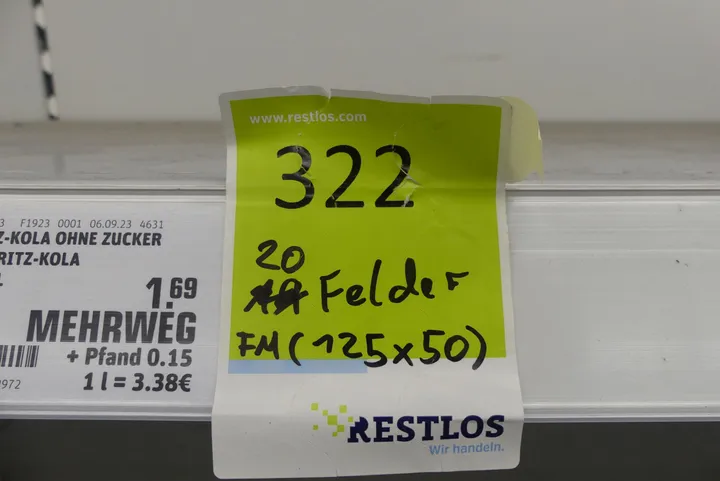 F1923 0001 06.09.23 4631
Z-KOLA OHNE ZUCKER
RITZ-KOLA
1.69
MEHRWEG
+ Pfand 0.15
1 l = 3.38€
www.restlos.com
322
20
Felder
FM (125x50)
RESTLOS
Wir handeln.